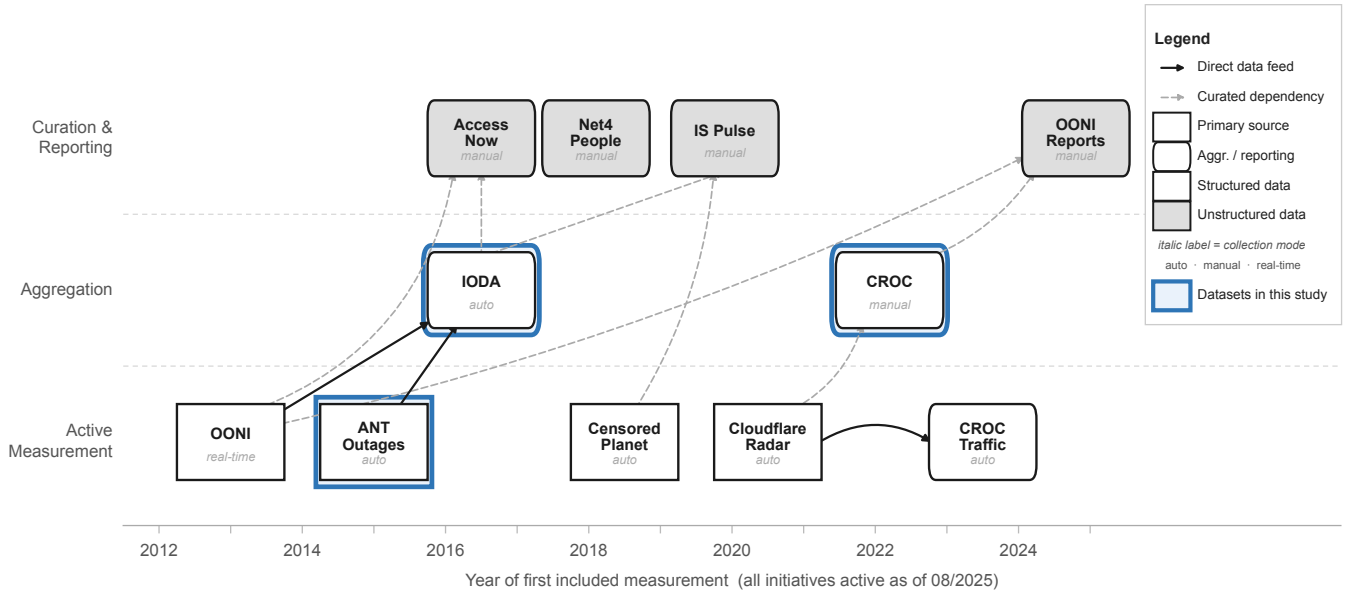 Legend
Direct data feed
Curated dependency
Primary source
Aggr. / reporting
Structured data
Unstructured data
italic label = collection mode
auto · manual · real-time
Datasets in this study
Curation &
Reporting
Access
Now
manual
Net4
People
manual
IS Pulse
manual
OONI
Reports
manual
Aggregation
IODA
auto
CROC
manual
Active
Measurement
OONI
real-time
ANT
Outages
auto
Censored
Planet
auto
Cloudflare
Radar
auto
CROC
Traffic
auto
2012
2014
2016
2018
2020
2022
2024
Year of first included measurement (all initiatives active as of 08/2025)